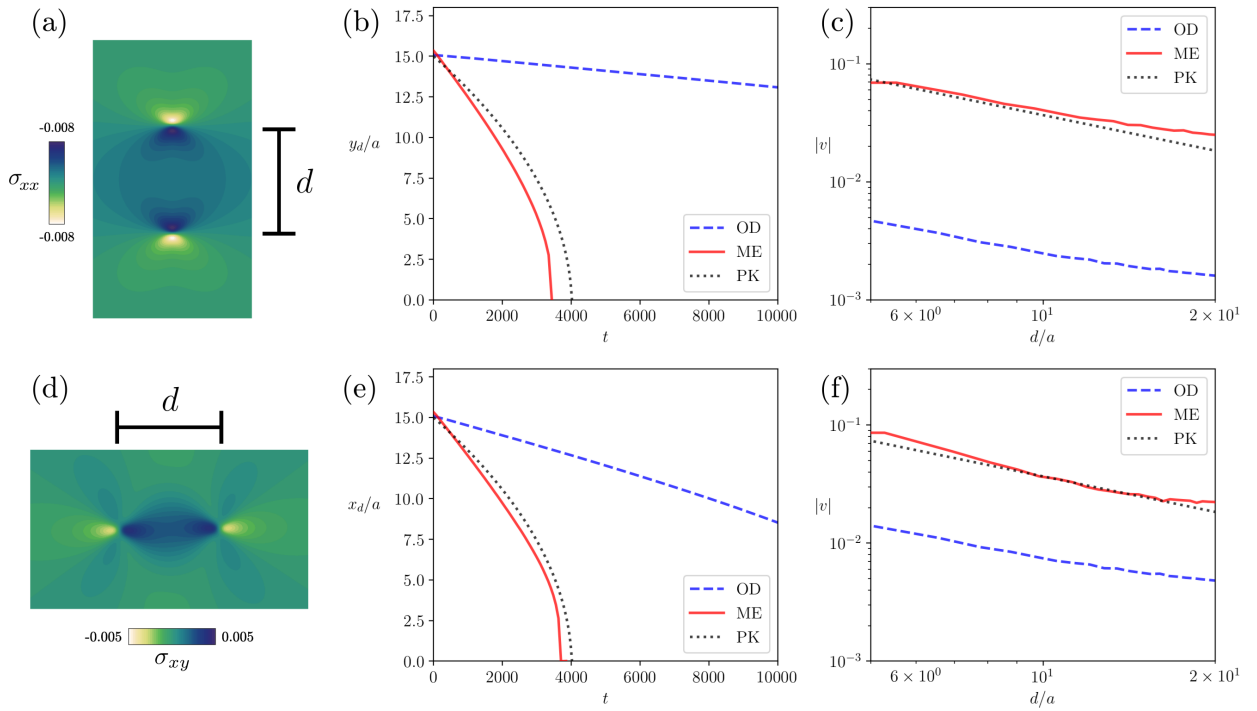 (a)
-0.008
σ_xx
-0.008
d
(b)
17.5
15.0
12.5
y_d/a
10.0
7.5
5.0
2.5
0.0
OD
ME
PK
0 2000 4000 6000 8000 10000
t
(c)
OD
ME
PK
10⁻¹
|v|
10⁻²
10⁻³
6 × 10⁰ 10¹ 2 × 10¹
d/a
(d)
d
-0.005 0.005
σ_xy
(e)
17.5
15.0
12.5
x_d/a
10.0
7.5
5.0
2.5
0.0
OD
ME
PK
0 2000 4000 6000 8000 10000
t
(f)
OD
ME
PK
10⁻¹
|v|
10⁻²
10⁻³
6 × 10⁰ 10¹ 2 × 10¹
d/a